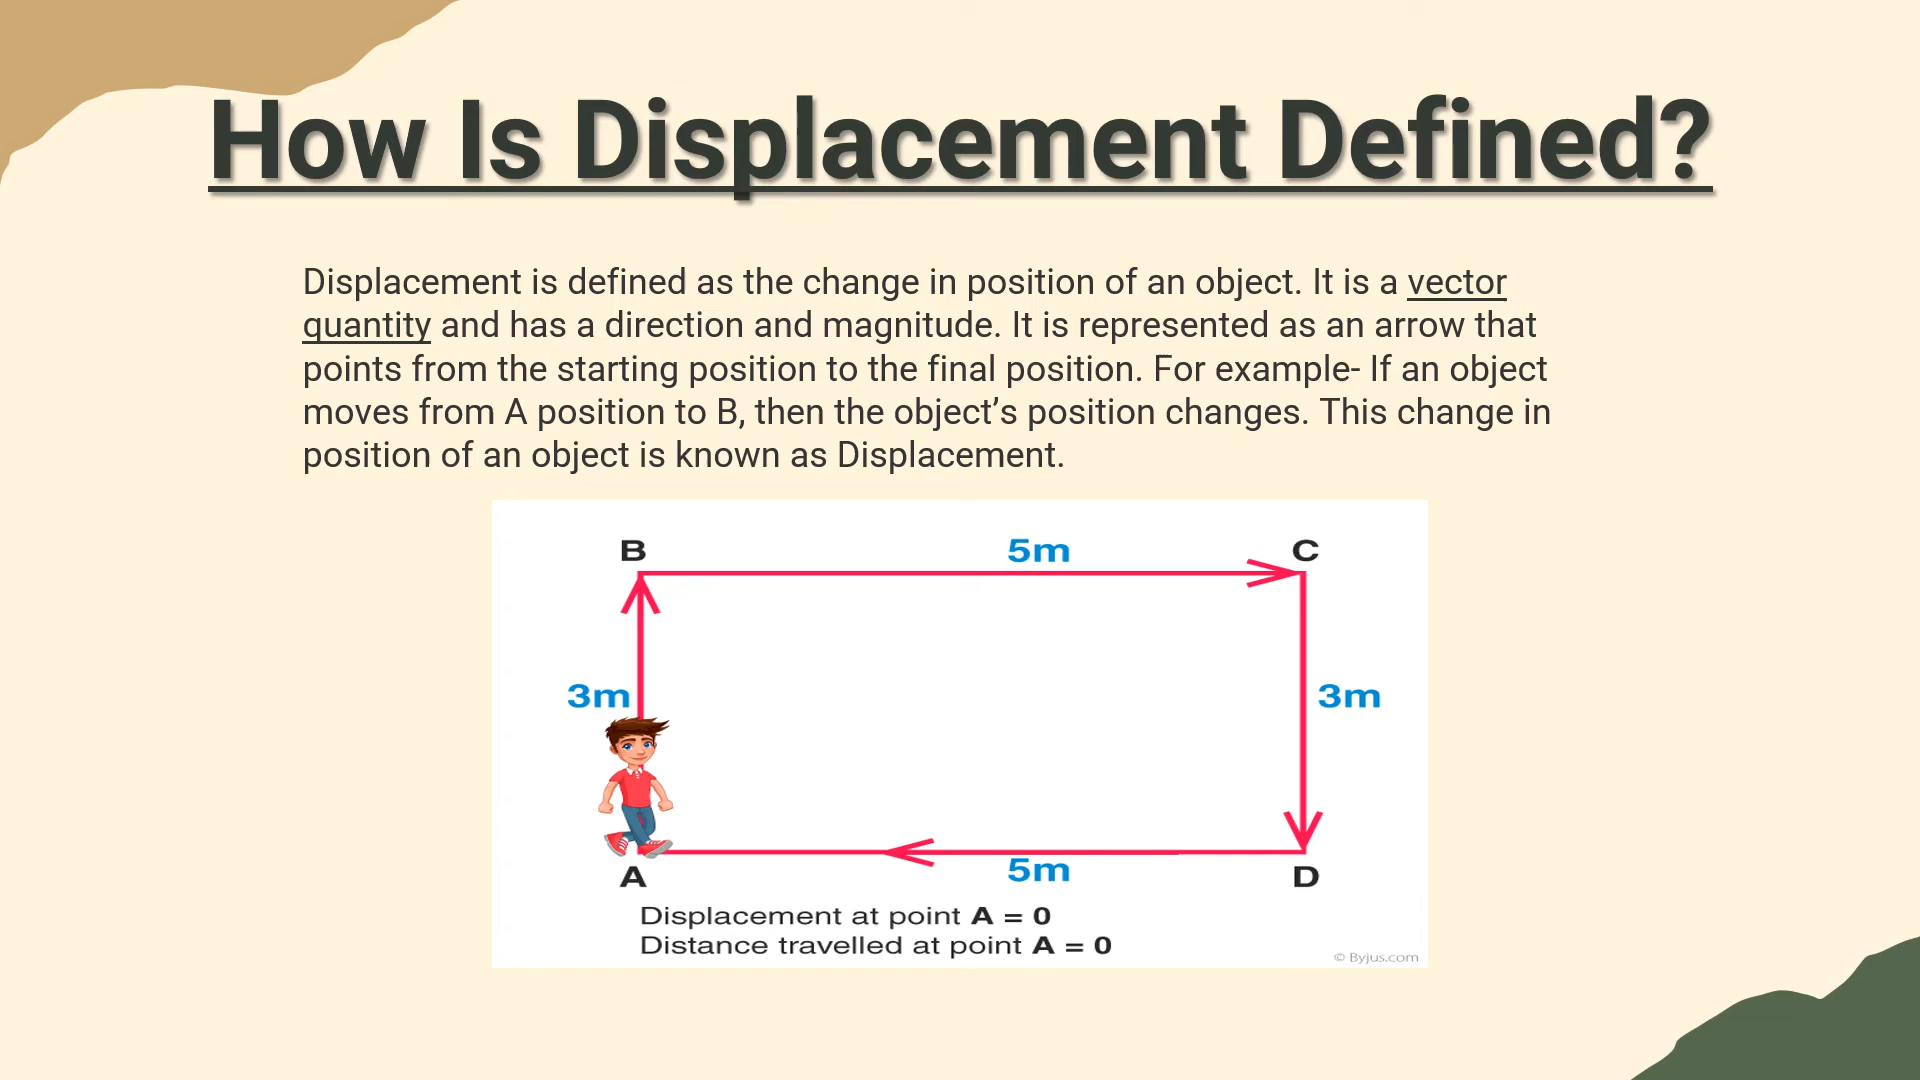 How Is Displacement Defined?
Displacement is defined as the change in position of an object. It is a vector
quantity and has a direction and magnitude. It is represented as an arrow that
points from the starting position to the final position. For example- If an object
moves from A position to B, then the object’s position changes. This change in
position of an object is known as Displacement.
B 5m C
3m 3m
5m
A D
Displacement at point A = 0
Distance travelled at point A = 0
© Byjus.com